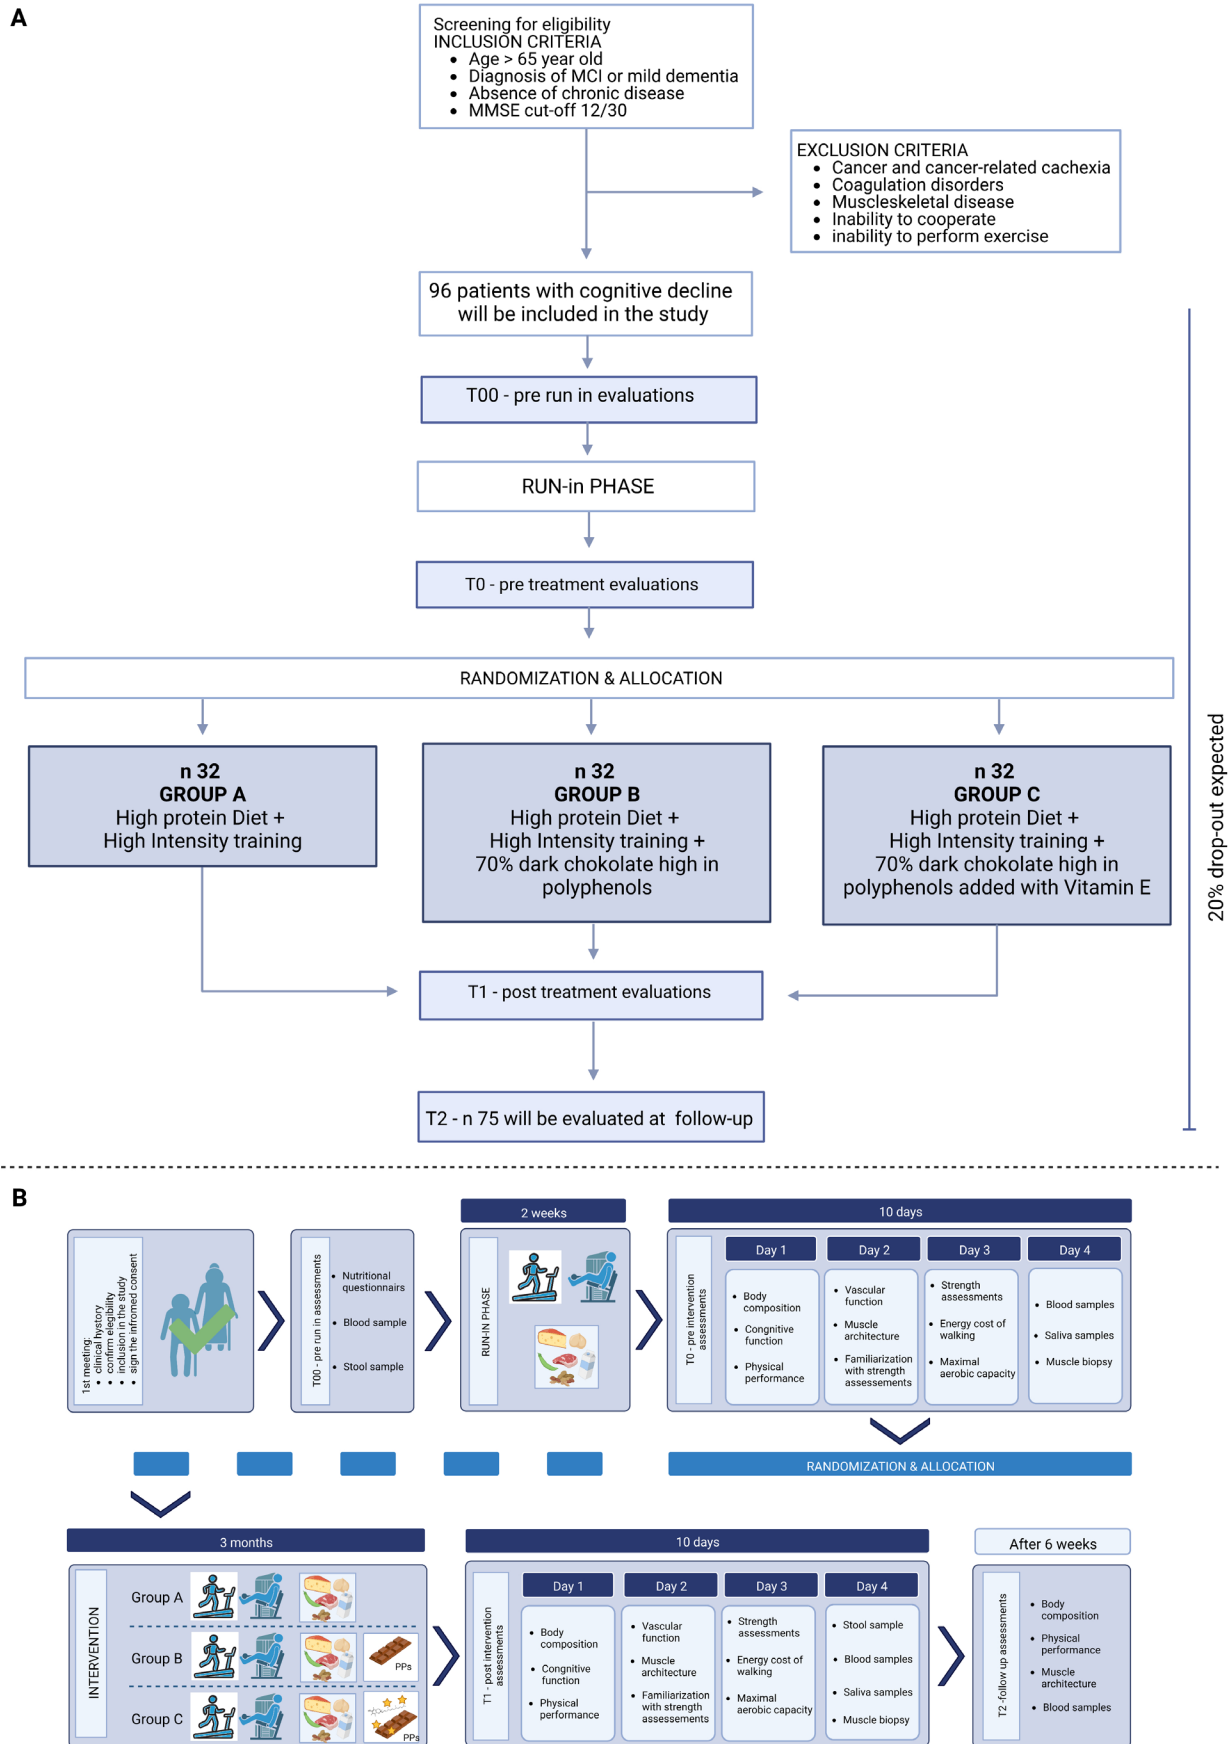 A
Screening for eligibility
INCLUSION CRITERIA
• Age > 65 year old
• Diagnosis of MCI or mild dementia
• Absence of chronic disease
• MMSE cut-off 12/30
EXCLUSION CRITERIA
• Cancer and cancer-related cachexia
• Coagulation disorders
• Muscleskeletal disease
• Inability to cooperate
• inability to perform exercise
96 patients with cognitive decline
will be included in the study
T00 - pre run in evaluations
RUN-in PHASE
T0 - pre treatment evaluations
RANDOMIZATION & ALLOCATION
n 32
GROUP A
High protein Diet +
High Intensity training
n 32
GROUP B
High protein Diet +
High Intensity training +
70% dark chokolate high in
polyphenols
n 32
GROUP C
High protein Diet +
High Intensity training +
70% dark chokolate high in
polyphenols added with Vitamin E
20% drop-out expected
T1 - post treatment evaluations
T2 - n 75 will be evaluated at follow-up
B
1st meeting:
• clinical hystory
• confirm elegibility
• inclusion in the study
• sign the infromed consent
T00 - pre run in assessments
• Nutritional
questionnairs
• Blood sample
• Stool sample
2 weeks
RUN-IN PHASE
10 days
T0 - pre intervention
assessments
Day 1
• Body
composition
• Congnitive
function
• Physical
performance
Day 2
• Vascular
function
• Muscle
architecture
• Familiarization
with strength
assessements
Day 3
• Strength
assessments
• Energy cost of
walking
• Maximal
aerobic capacity
Day 4
• Blood samples
• Saliva samples
• Muscle biopsy
RANDOMIZATION & ALLOCATION
3 months
INTERVENTION
Group A
Group B
PPs
Group C
PPs
10 days
T1 - post intervention
assessments
Day 1
• Body
composition
• Congnitive
function
• Physical
performance
Day 2
• Vascular
function
• Muscle
architecture
• Familiarization
with strength
assessements
Day 3
• Strength
assessments
• Energy cost of
walking
• Maximal
aerobic capacity
Day 4
• Stool sample
• Blood samples
• Saliva samples
• Muscle biopsy
After 6 weeks
T2 -follow up assessments
• Body
composition
• Physical
performance
• Muscle
architecture
• Blood samples